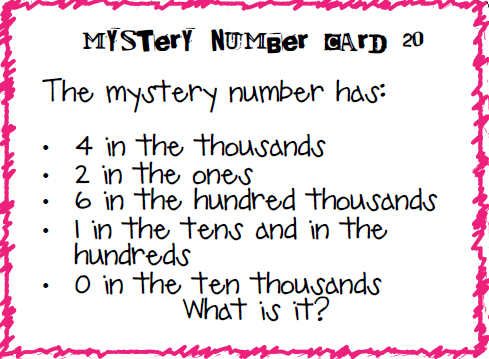 MYSTerY NUMBer CArD 20
The mystery number has:
• 4 in the thousands
• 2 in the ones
• 6 in the hundred thousands
• 1 in the tens and in the
hundreds
• 0 in the ten thousands
What is it?